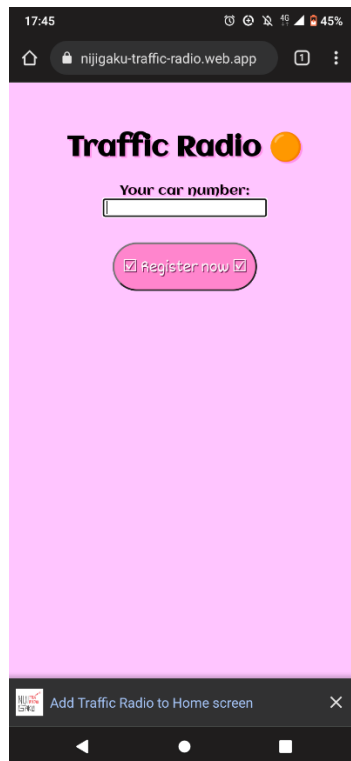 17:45
4G
45%
nijigaku-traffic-radio.web.app
1
Traffic Radio 🟠
Your car number:
☑ Register now ☑
Add Traffic Radio to Home screen